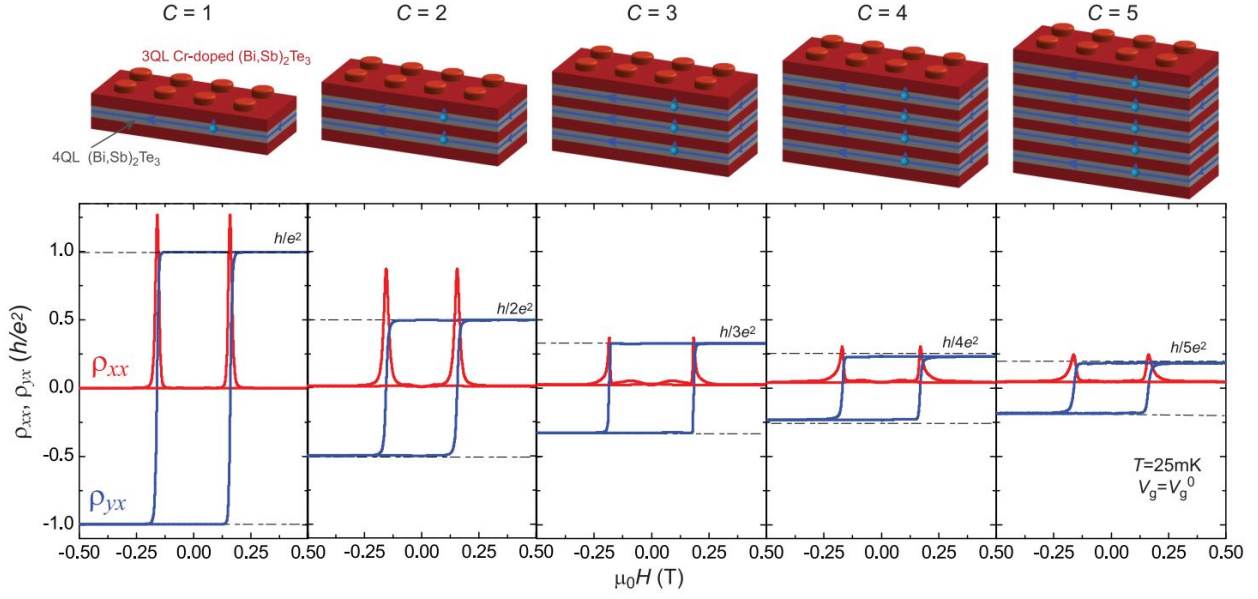 C = 1
C = 2
C = 3
C = 4
C = 5
3QL Cr-doped (Bi,Sb)₂Te₃
4QL (Bi,Sb)₂Te₃
h/e²
h/2e²
h/3e²
h/4e²
h/5e²
1.0
0.5
0.0
-0.5
-1.0
ρxx, ρyx (h/e²)
ρxx
ρyx
T=25mK
Vg=Vg⁰
-0.50 -0.25 0.00 0.25 0.50 -0.25 0.00 0.25 0.50 -0.25 0.00 0.25 0.50 -0.25 0.00 0.25 0.50 -0.25 0.00 0.25 0.50
μ₀H (T)